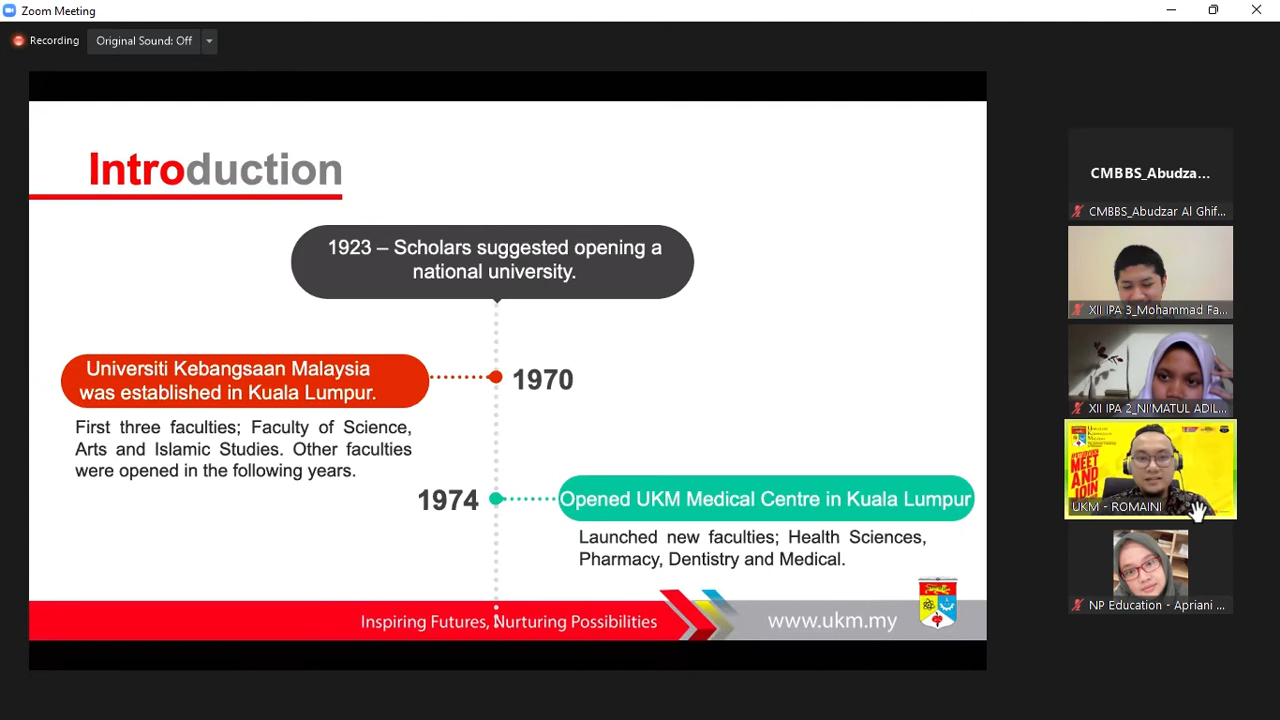 Zoom Meeting
Recording
Original Sound: Off
Introduction
1923 – Scholars suggested opening a
national university.
Universiti Kebangsaan Malaysia
was established in Kuala Lumpur.
1970
First three faculties; Faculty of Science,
Arts and Islamic Studies. Other faculties
were opened in the following years.
1974
Opened UKM Medical Centre in Kuala Lumpur
Launched new faculties; Health Sciences,
Pharmacy, Dentistry and Medical.
Inspiring Futures, Nurturing Possibilities
www.ukm.my
CMBBS_Abudza...
CMBBS_Abudzar Al Ghif...
XII IPA 3_Mohammad Fa...
XII IPA 2_NI'MATUL ADIL...
MEET
AND
JOIN
UKM - ROMAINI
NP Education - Apriani ...